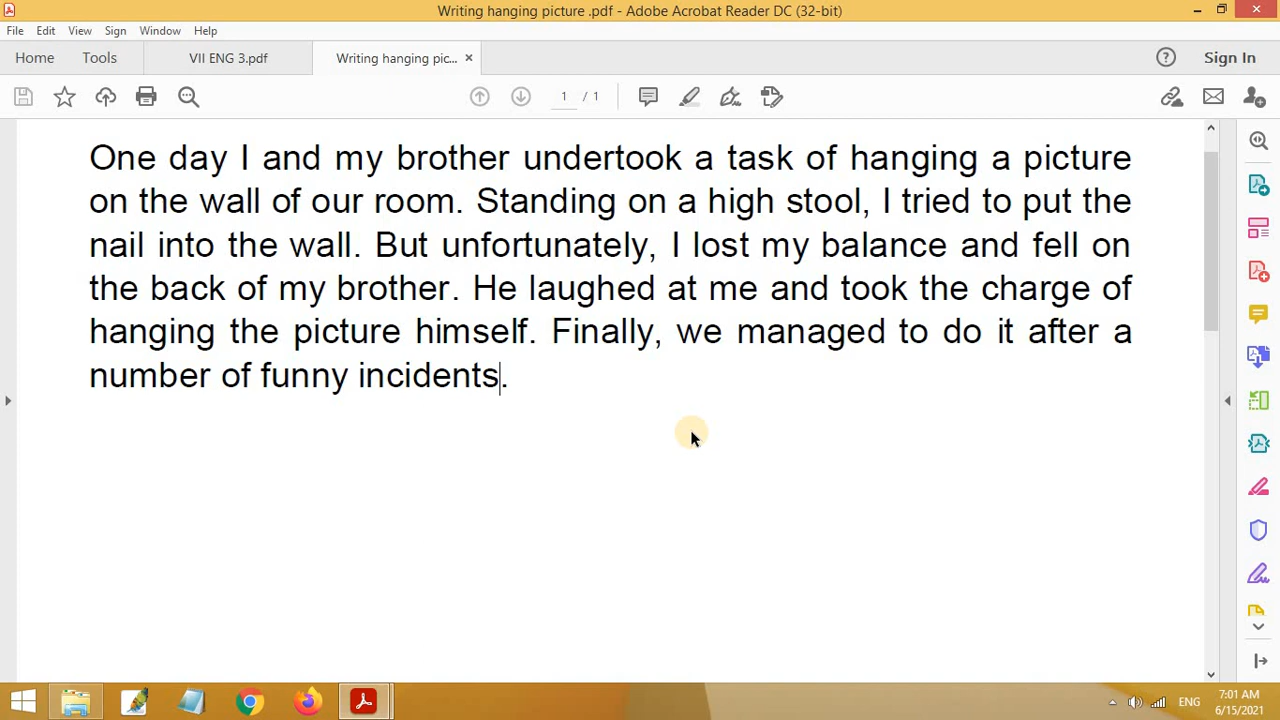 Writing hanging picture .pdf - Adobe Acrobat Reader DC (32-bit)
File Edit View Sign Window Help
Home Tools VII ENG 3.pdf Writing hanging pic... × Sign In
1 / 1
One day I and my brother undertook a task of hanging a picture
on the wall of our room. Standing on a high stool, I tried to put the
nail into the wall. But unfortunately, I lost my balance and fell on
the back of my brother. He laughed at me and took the charge of
hanging the picture himself. Finally, we managed to do it after a
number of funny incidents.
ENG
7:01 AM
6/15/2021